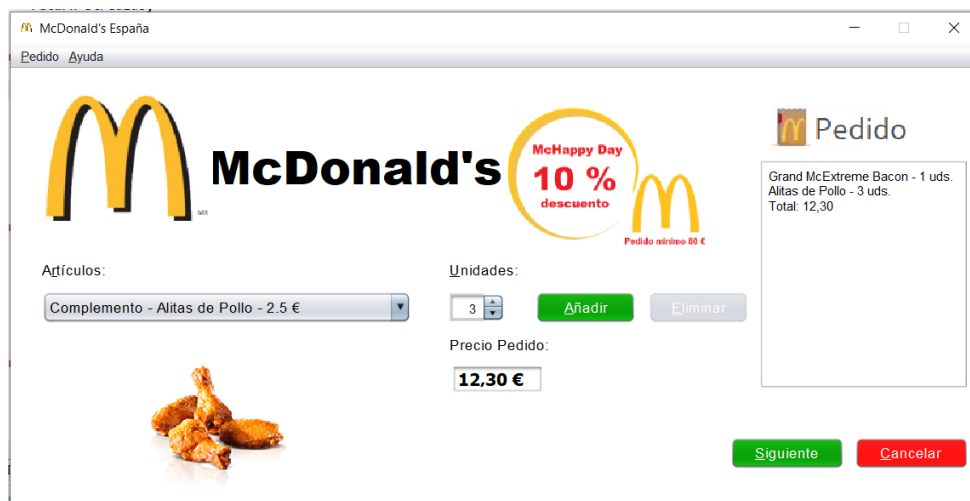 McDonald's España
Pedido Ayuda
McDonald's
McHappy Day
10 %
descuento
Pedido mínimo 50 €
Pedido
Grand McExtreme Bacon - 1 uds.
Alitas de Pollo - 3 uds.
Total: 12,30
Artículos:
Complemento - Alitas de Pollo - 2.5 €
Unidades:
3
Añadir
Eliminar
Precio Pedido:
12,30 €
Siguiente
Cancelar